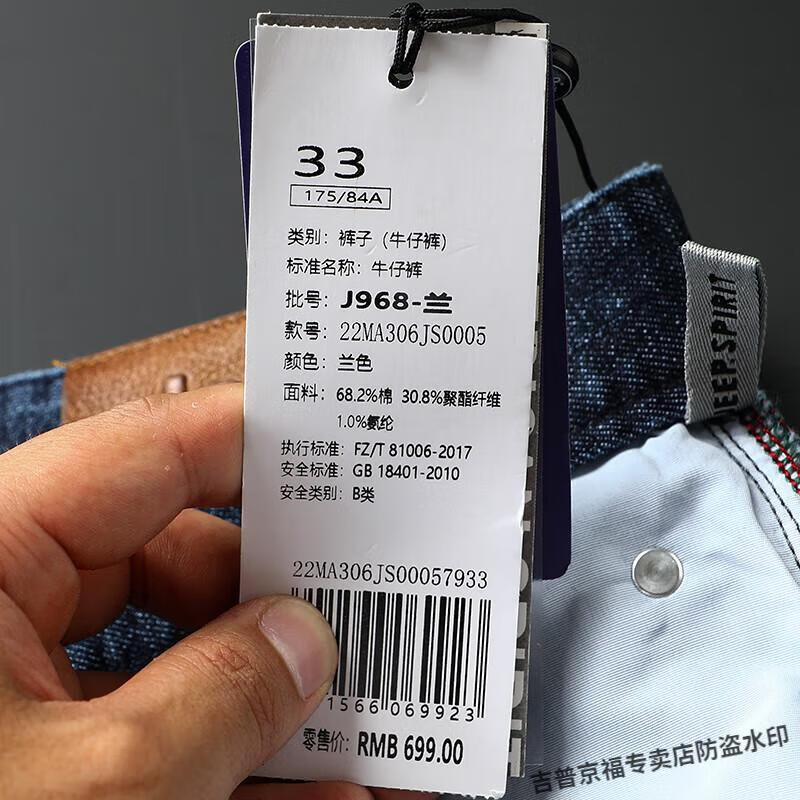 33
175/84A
类别：裤子（牛仔裤）
标准名称：牛仔裤
批号：J968-兰
款号：22MA306JS0005
颜色：兰色
面料：68.2%棉 30.8%聚酯纤维
1.0%氨纶
执行标准：FZ/T 81006-2017
安全标准：GB 18401-2010
安全类别：B类
22MA306JS00057933
1566 069923
零售价：RMB 699.00
JEEP.SPIRIT
吉普京福专卖店防盗水印